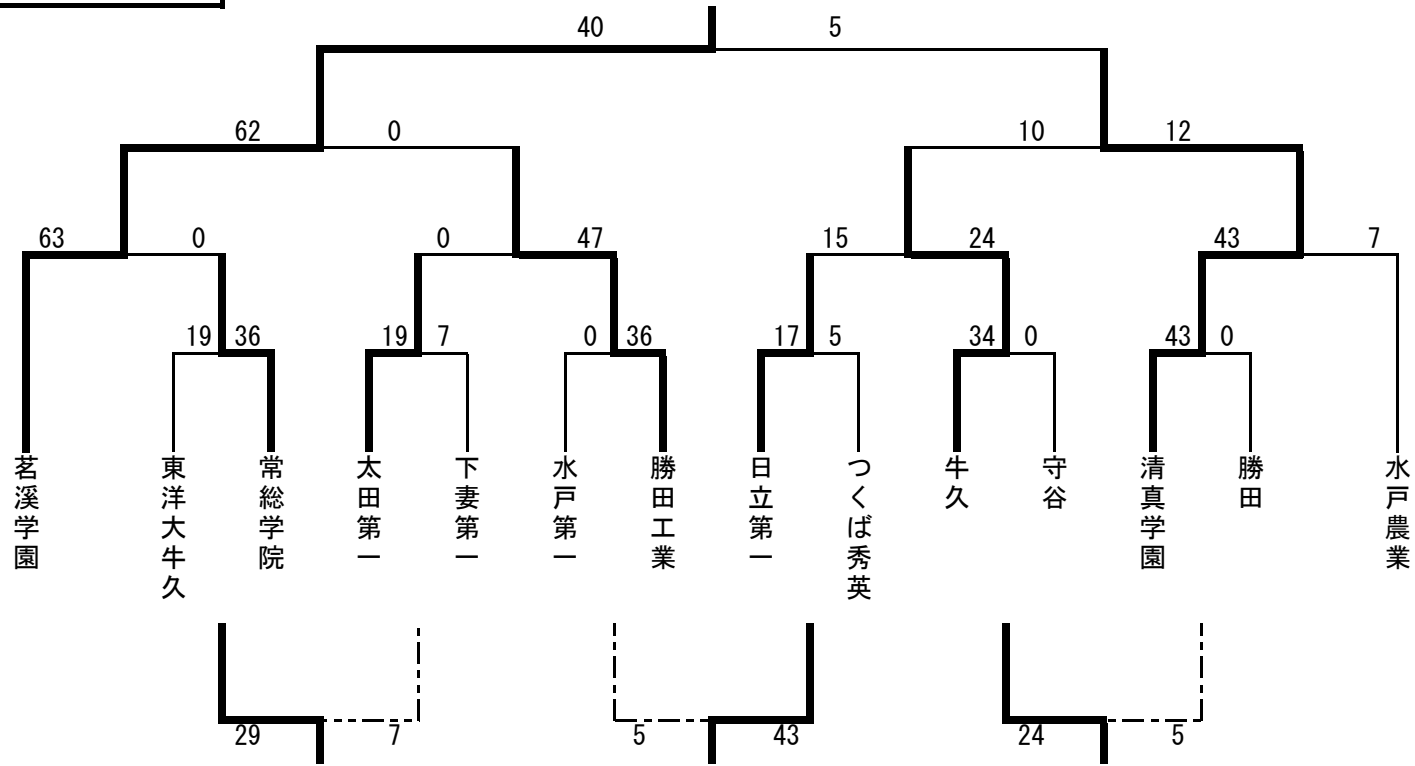 40 5
62 0 10 12
63 0 0 47 15 24 43 7
19 36 19 7 0 36 17 5 34 0 43 0
茗溪学園
東洋大牛久
常総学院
太田第一
下妻第一
水戸第一
勝田工業
日立第一
つくば秀英
牛久
守谷
清真学園
勝田
水戸農業
29 7 5 43 24 5